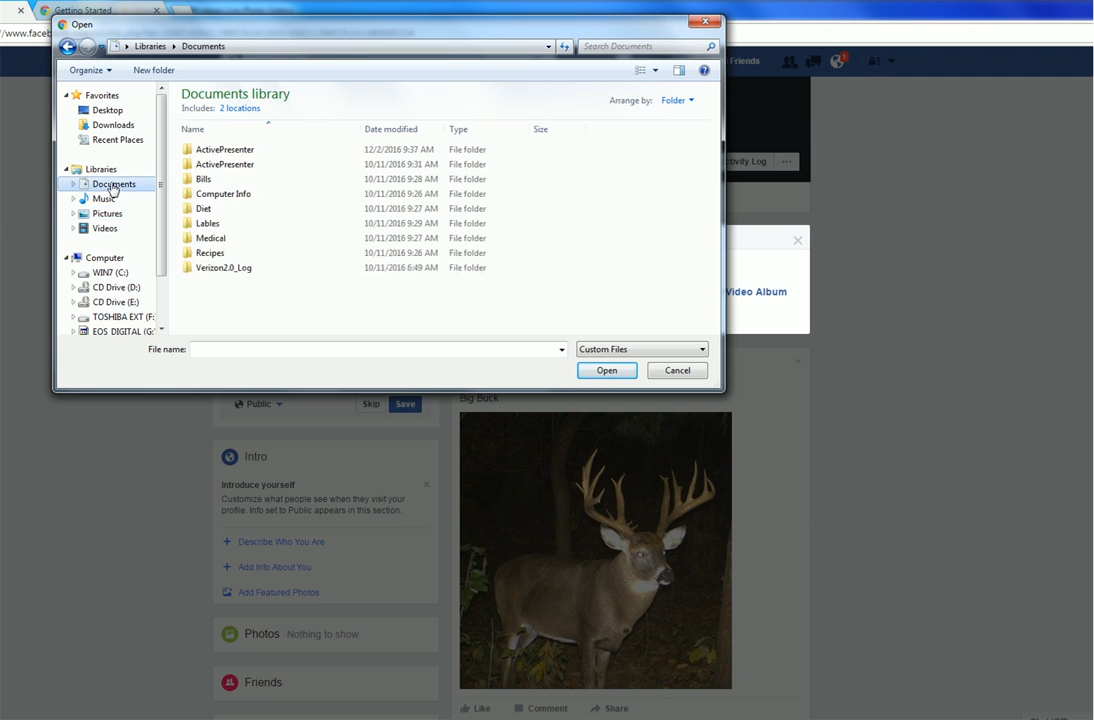 Getting Started
/www.faceb
Open
Libraries Documents
Search Documents
Friends
1
Organize
New folder
Documents library
Includes: 2 locations
Arrange by: Folder
Favorites
Desktop
Downloads
Recent Places
Libraries
Documents
Music
Pictures
Videos
Computer
WIN7 (C:)
CD Drive (D:)
CD Drive (E:)
TOSHIBA EXT (F:
EOS_DIGITAL (G:
Name Date modified Type Size
ActivePresenter 12/2/2016 9:37 AM File folder
ActivePresenter 10/11/2016 9:31 AM File folder
Bills 10/11/2016 9:28 AM File folder
Computer Info 10/11/2016 9:26 AM File folder
Diet 10/11/2016 9:27 AM File folder
Lables 10/11/2016 9:29 AM File folder
Medical 10/11/2016 9:27 AM File folder
Recipes 10/11/2016 9:26 AM File folder
Verizon2.0_Log 10/11/2016 6:49 AM File folder
File name:
Custom Files
Open Cancel
ctivity Log ...
Video Album
Public Skip Save
Big Buck
Intro
Introduce yourself
Customize what people see when they visit your
profile. Info set to Public appears in this section.
Describe Who You Are
Add Info About You
Add Featured Photos
Photos Nothing to show
Friends
Like Comment Share